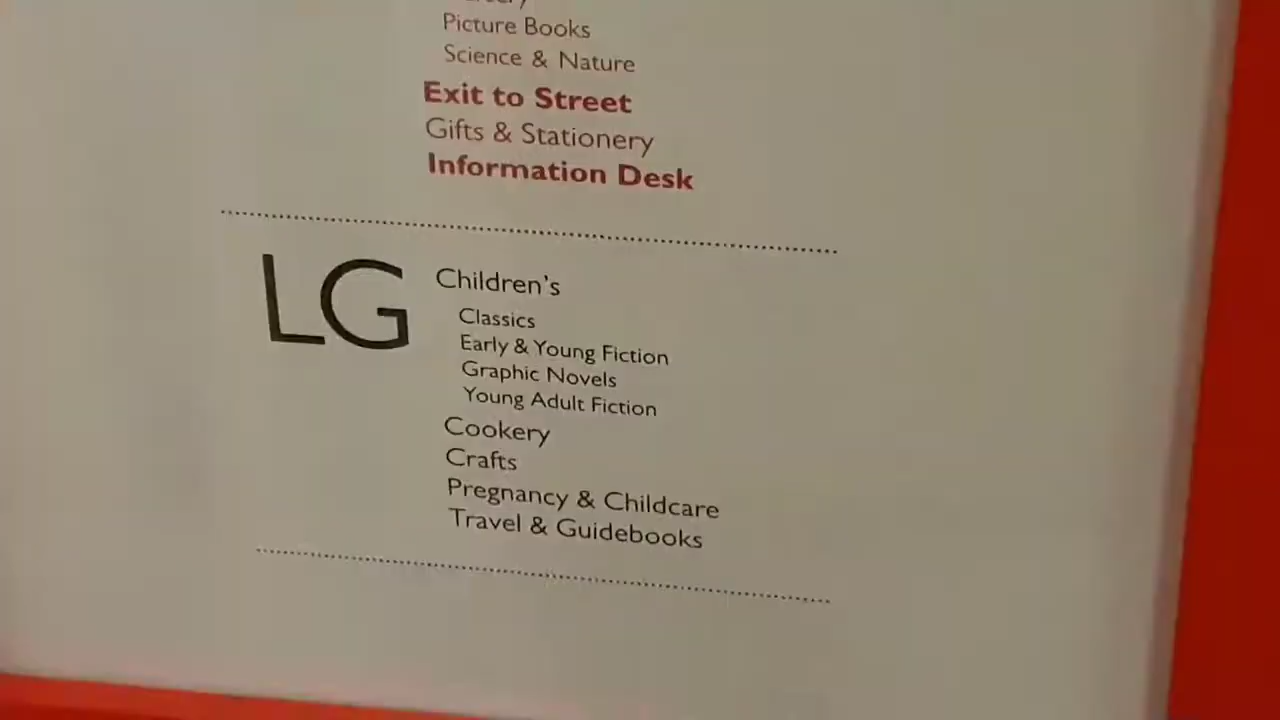 Picture Books
Science & Nature
Exit to Street
Gifts & Stationery
Information Desk
LG
Children's
Classics
Early & Young Fiction
Graphic Novels
Young Adult Fiction
Cookery
Crafts
Pregnancy & Childcare
Travel & Guidebooks